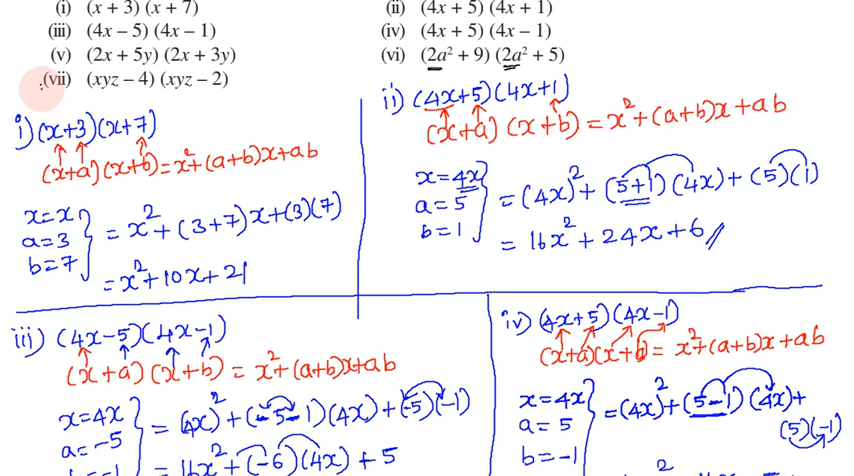 (i) (x + 3) (x + 7)
(ii) (4x + 5) (4x + 1)
(iii) (4x – 5) (4x – 1)
(iv) (4x + 5) (4x – 1)
(v) (2x + 5y) (2x + 3y)
(vi) (2a² + 9) (2a² + 5)
(vii) (xyz – 4) (xyz – 2)
i) (x+3)(x+7)
(x+a)(x+b)=x²+(a+b)x+ab
x=x
a=3
b=7
= x²+(3+7)x+(3)(7)
= x²+10x+21
ii) (4x+5)(4x+1)
(x+a)(x+b)=x²+(a+b)x+ab
x=4x
a=5
b=1
=(4x)²+(5+1)(4x)+(5)(1)
= 16x²+24x+6//
iii) (4x-5)(4x-1)
(x+a)(x+b)=x²+(a+b)x+ab
x=4x
a=-5
b=-1
= (4x)²+(-5-1)(4x)+(-5)(-1)
= 16x²+(-6)(4x)+5
iv) (4x+5)(4x-1)
(x+a)(x+b)=x²+(a+b)x+ab
x=4x
a=5
b=-1
=(4x)²+(5-1)(4x)+
(5)(-1)